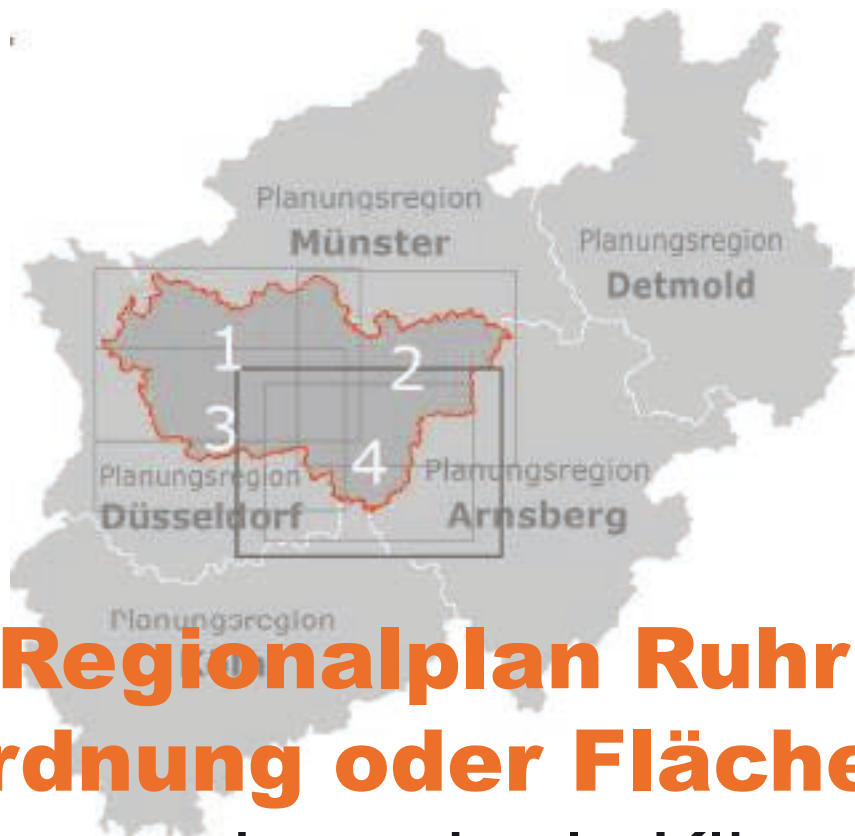 Planungsregion
Münster
Planungsregion
Detmold
1
2
3
4
Planungsregion
Düsseldorf
Planungsregion
Arnsberg
Planungsregion
Regionalplan Ruhr
rdnung oder Fläche